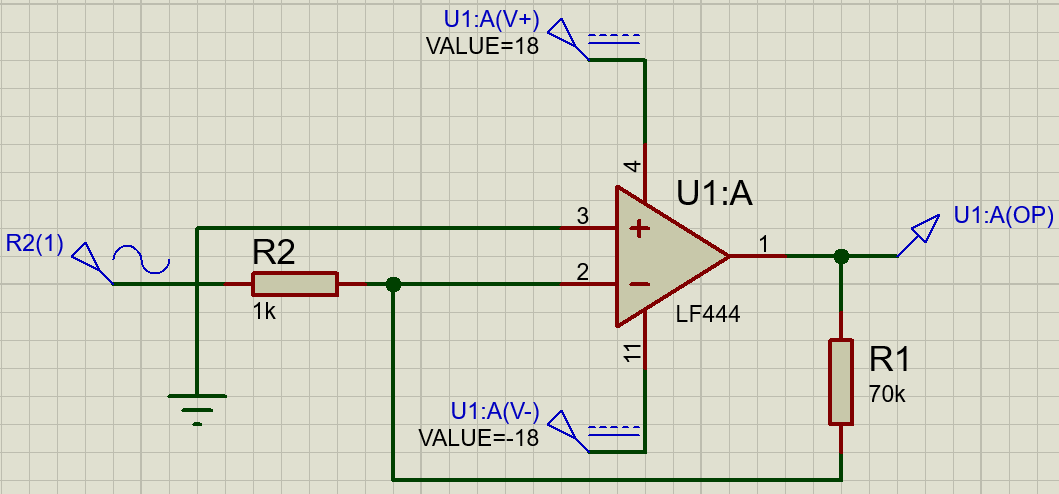 U1:A(V+)
VALUE=18
4
U1:A
3
+
1
U1:A(OP)
R2(1)
R2
2
−
1k
LF444
11
R1
70k
U1:A(V-)
VALUE=-18